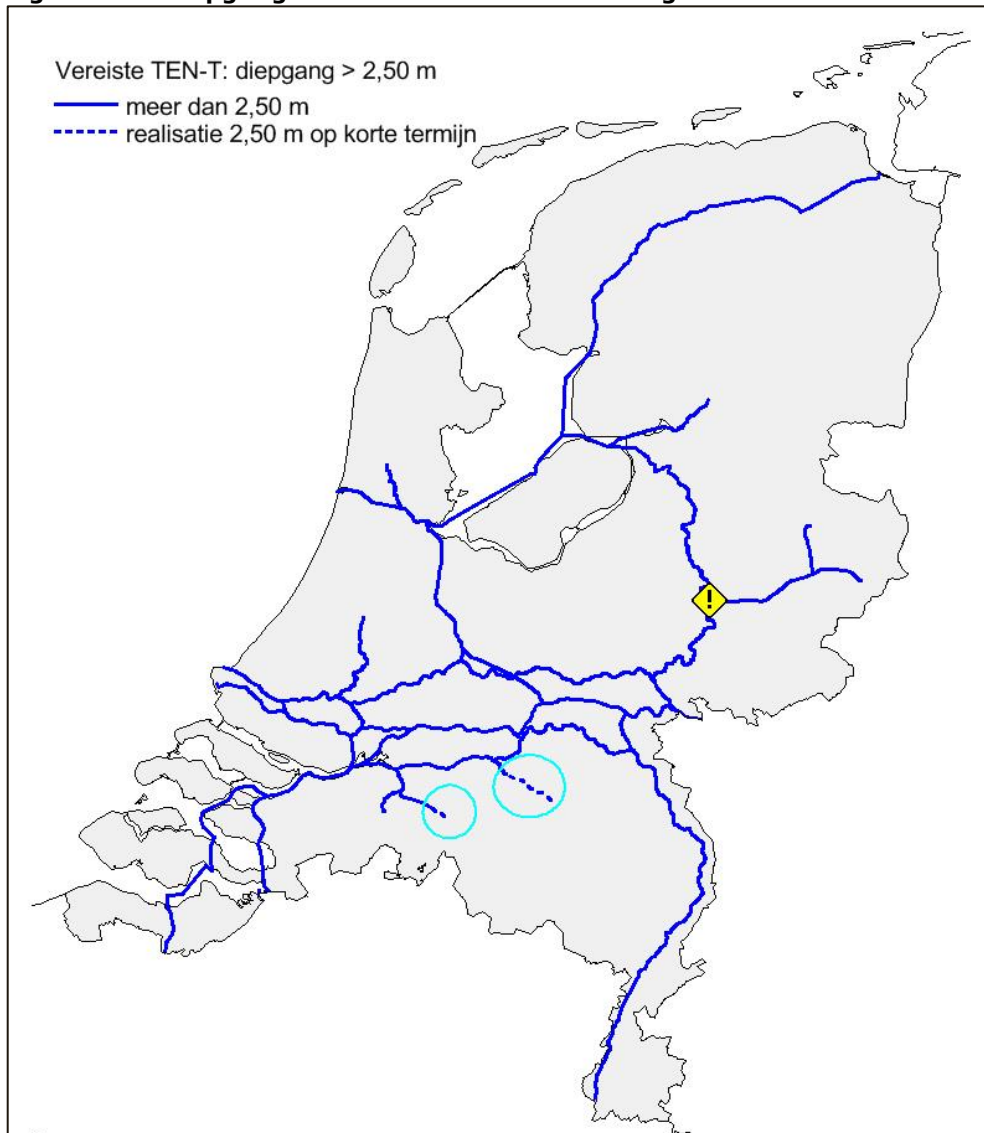 Vereiste TEN-T: diepgang > 2,50 m
meer dan 2,50 m
realisatie 2,50 m op korte termijn
!